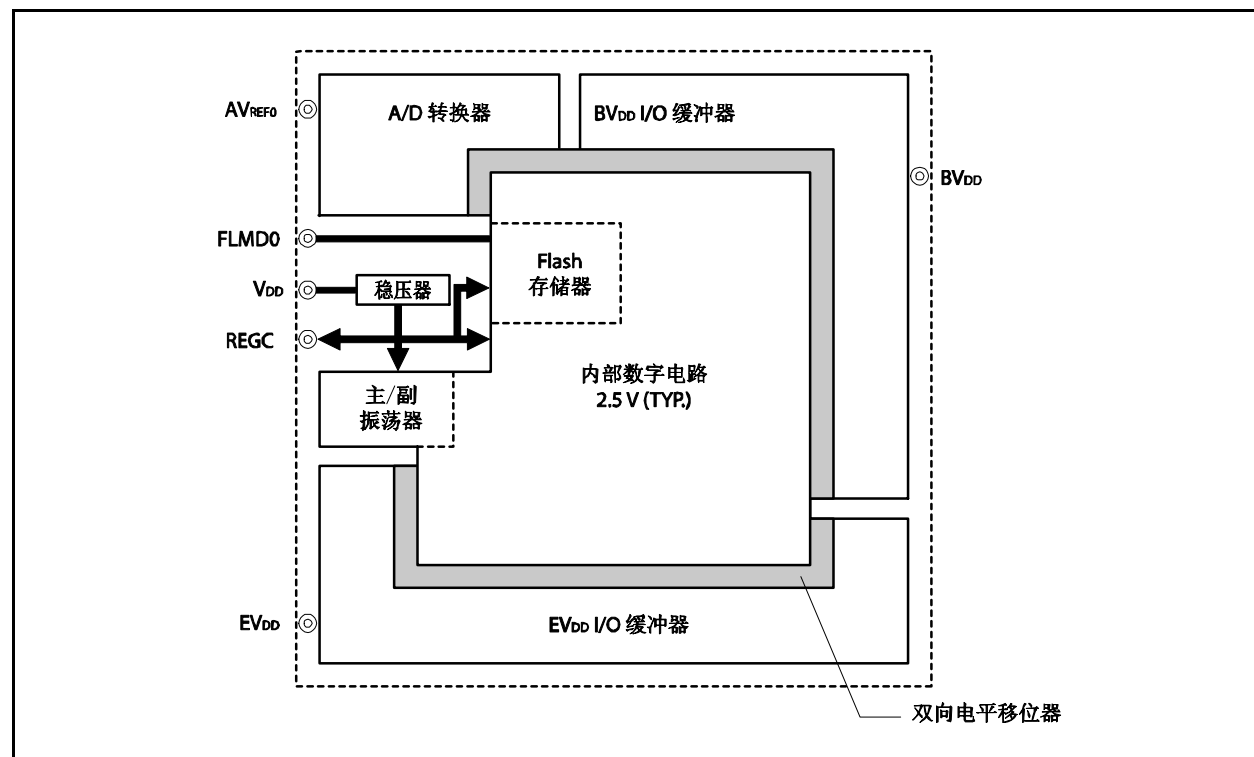 AVREF0
A/D 转换器
BVDD I/O 缓冲器
BVDD
FLMD0
Flash
存储器
VDD
稳压器
REGC
内部数字电路
2.5 V (TYP.)
主/副
振荡器
EVDD
EVDD I/O 缓冲器
双向电平移位器